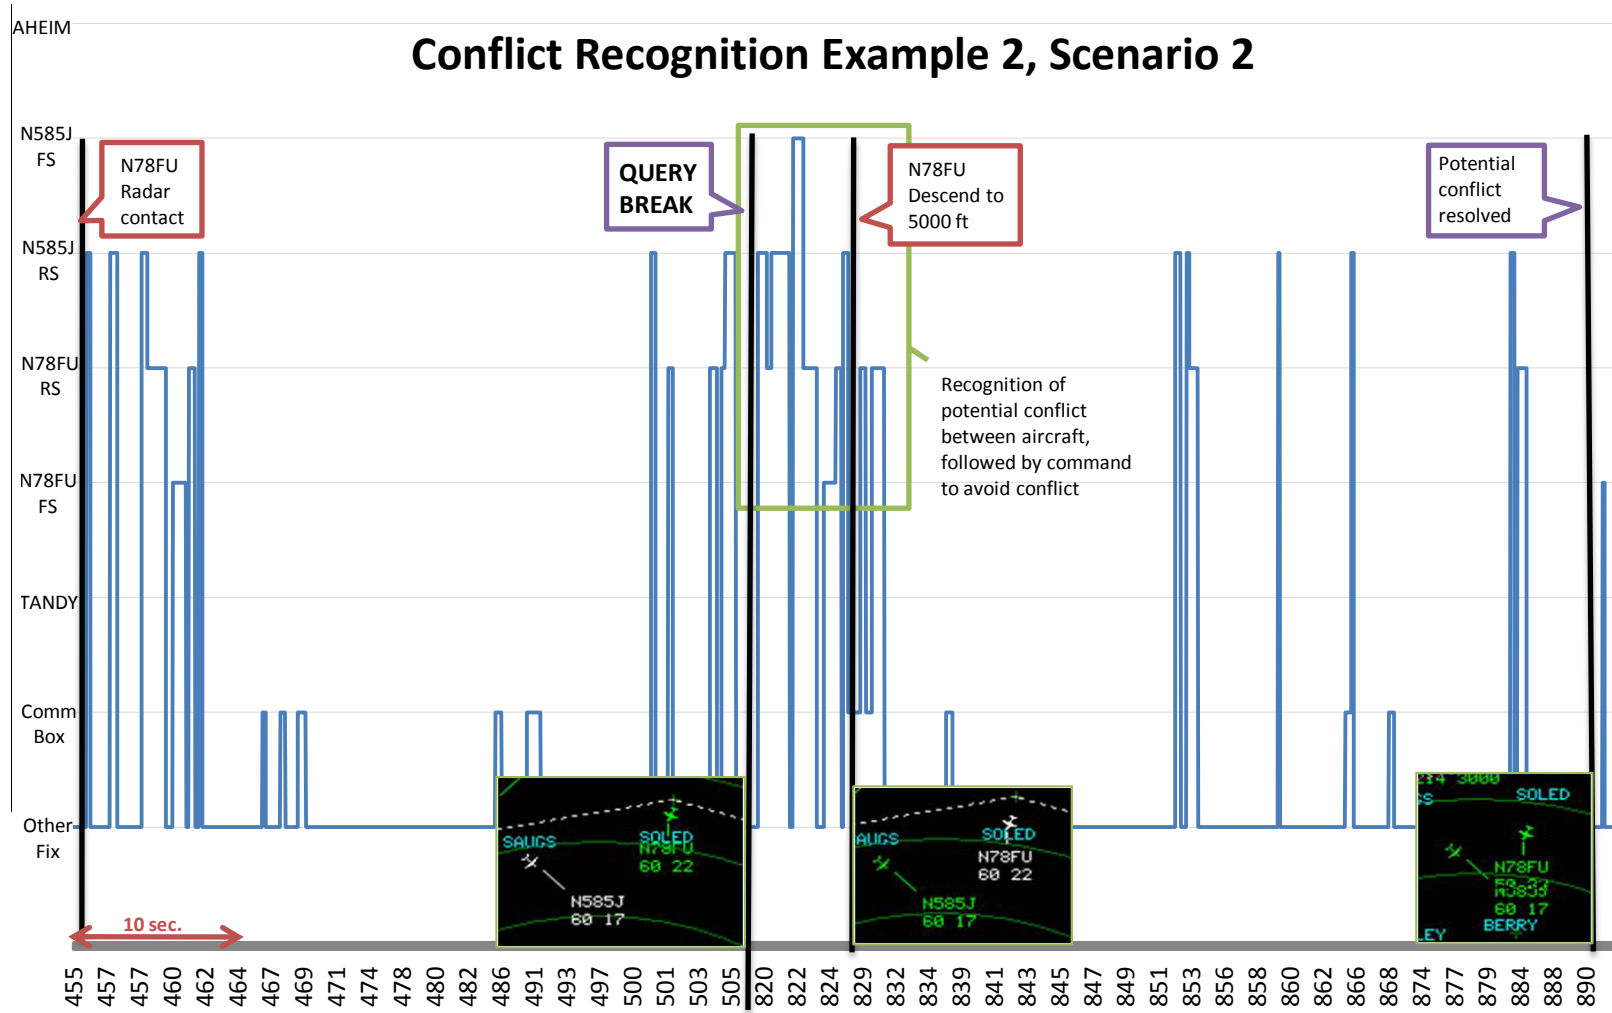 AHEIM
Conflict Recognition Example 2, Scenario 2
N585J
FS
N78FU
Radar
contact
QUERY
BREAK
N78FU
Descend to
5000 ft
Potential
conflict
resolved
N585J
RS
N78FU
RS
Recognition of
potential conflict
between aircraft,
followed by command
to avoid conflict
N78FU
FS
TANDY
Comm
Box
Other
Fix
SAUGS
SOLED
N78FU
60 22
N585J
60 17
AUGS
SOLED
N78FU
60 22
N585J
60 17
3000
GS
SOLED
N78FU
60 17
LEY
BERRY
10 sec.
455 457 457 460 462 464 467 469 471 474 478 480 482 486 491 493 497 500 501 503 505 820 822 824 829 832 834 839 841 843 845 847 849 851 853 856 858 860 862 866 868 874 877 879 884 888 890